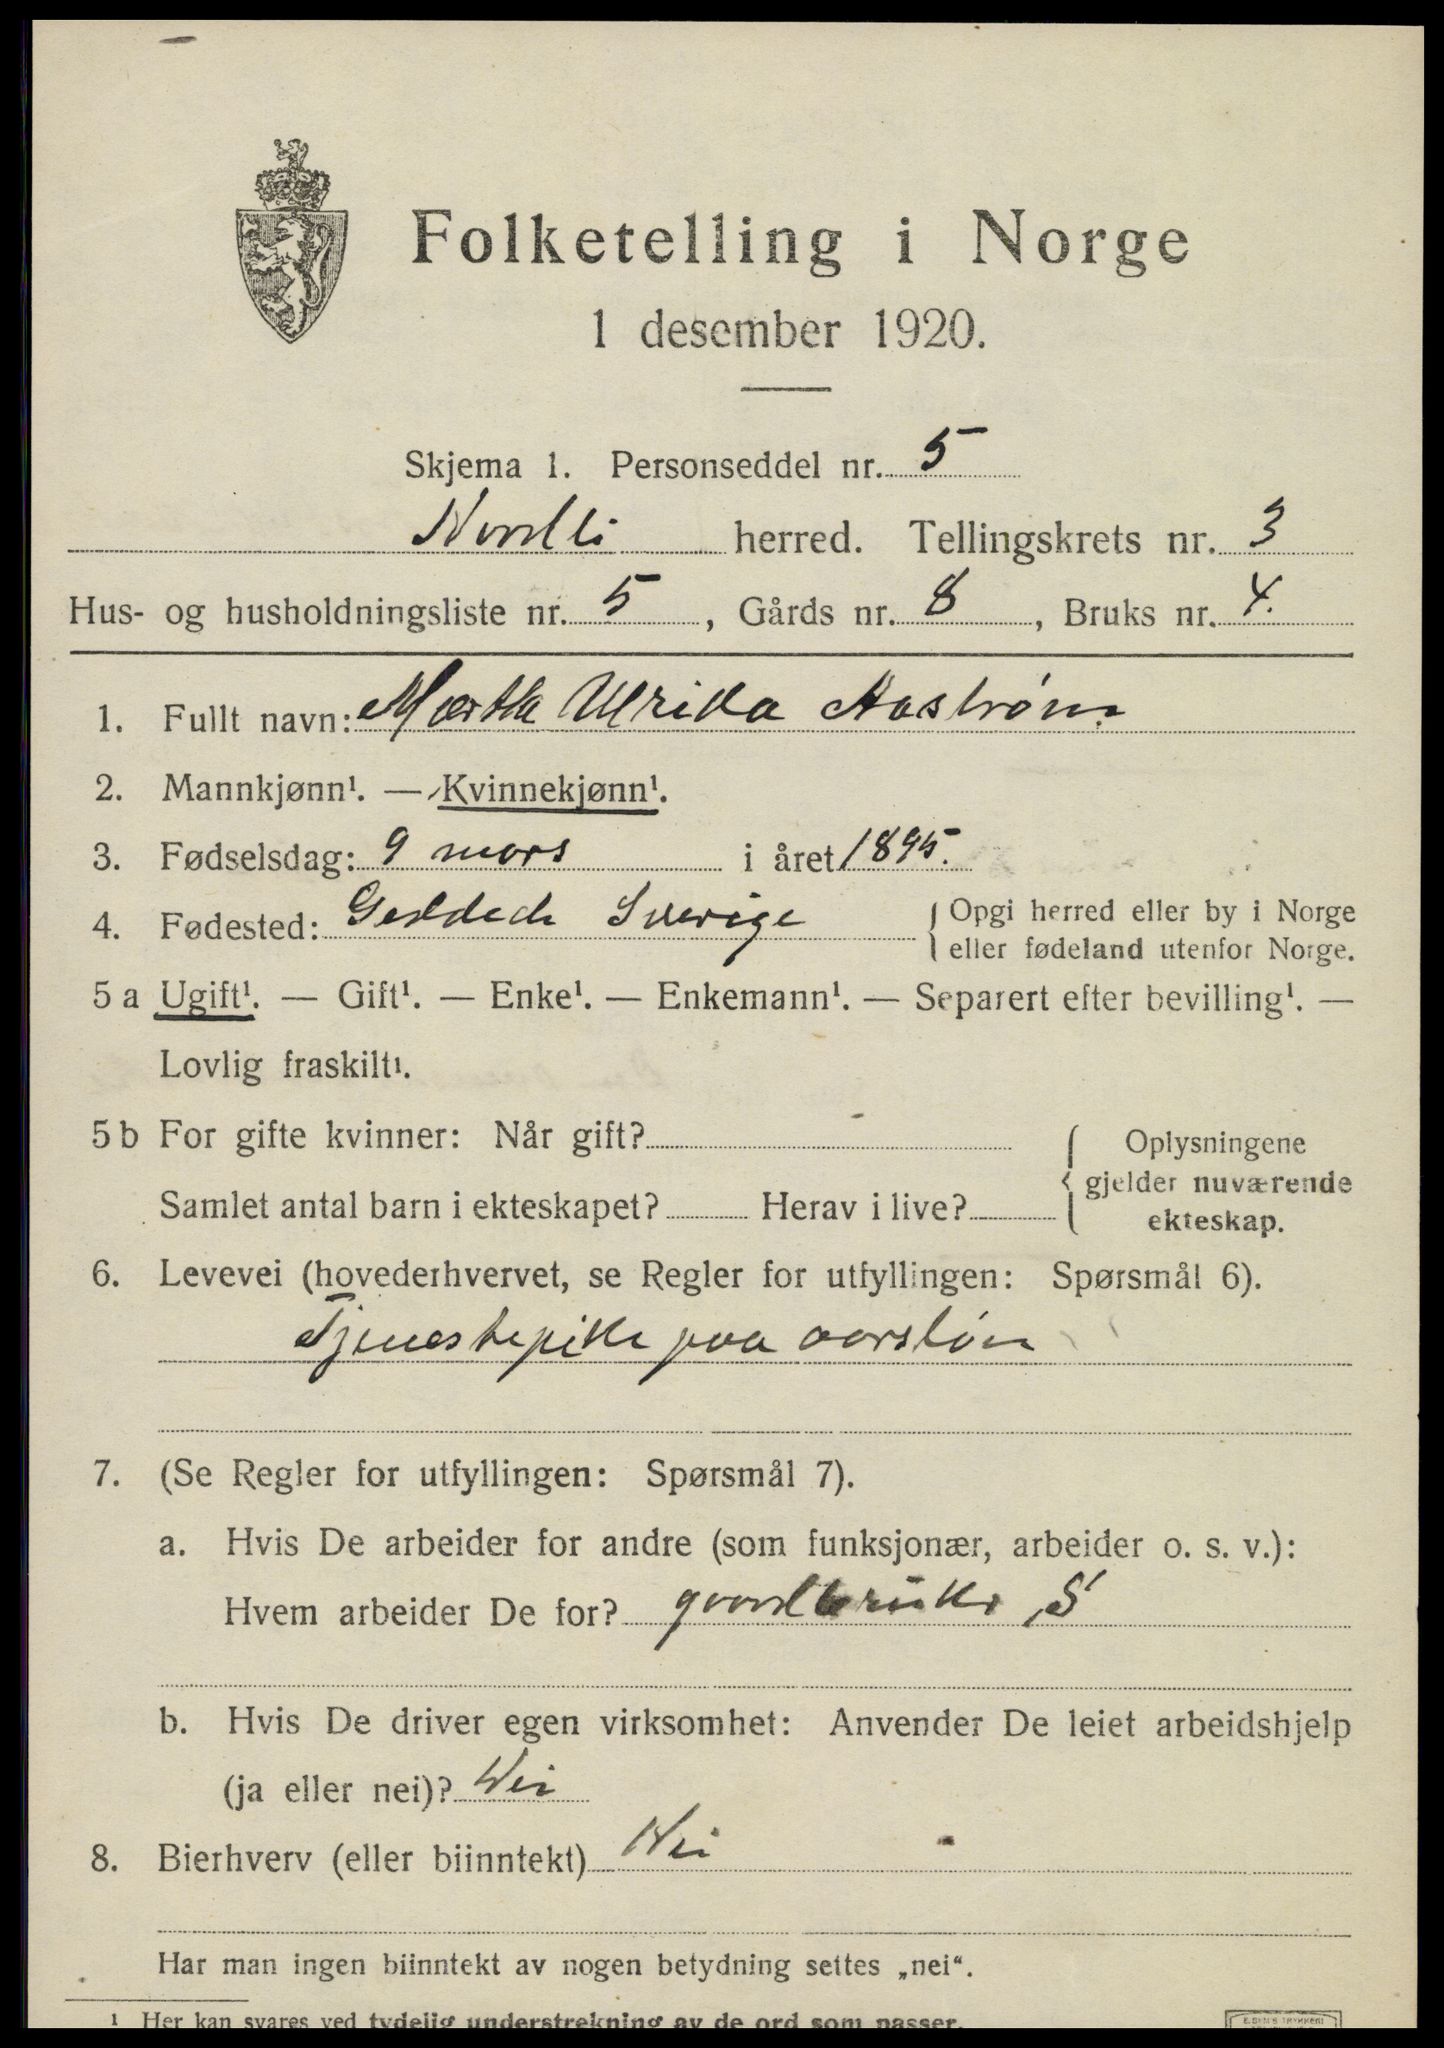 Folketelling i Norge
1 desember 1920.
Skjema 1. Personseddel nr. 5
Nordli herred. Tellingskrets nr. 3
Hus- og husholdningsliste nr. 5, Gårds nr. 8, Bruks nr. 4.
1. Fullt navn: Martha Ulrika Aastrøm
2. Mannkjønn¹. — Kvinnekjønn¹.
3. Fødselsdag: 9 mars i året 1895.
4. Fødested: Geddede Sverige
Opgi herred eller by i Norge
eller fødeland utenfor Norge.
5 a Ugift¹. — Gift¹. — Enke¹. — Enkemann¹. — Separert efter bevilling¹. —
Lovlig fraskilt¹.
5 b For gifte kvinner: Når gift?
Samlet antal barn i ekteskapet? Herav i live?
Oplysningene
gjelder nuværende
ekteskap.
6. Levevei (hovederhvervet, se Regler for utfyllingen: Spørsmål 6).
Tjenestepike paa aarsløn
7. (Se Regler for utfyllingen: Spørsmål 7).
a. Hvis De arbeider for andre (som funksjonær, arbeider o. s. v.):
Hvem arbeider De for? gaardbruker S
b. Hvis De driver egen virksomhet: Anvender De leiet arbeidshjelp
(ja eller nei)? Nei
8. Bierhverv (eller biinntekt) Nei
Har man ingen biinntekt av nogen betydning settes „nei“.
¹ Her kan svares ved tydelig understrekning av de ord som passer.